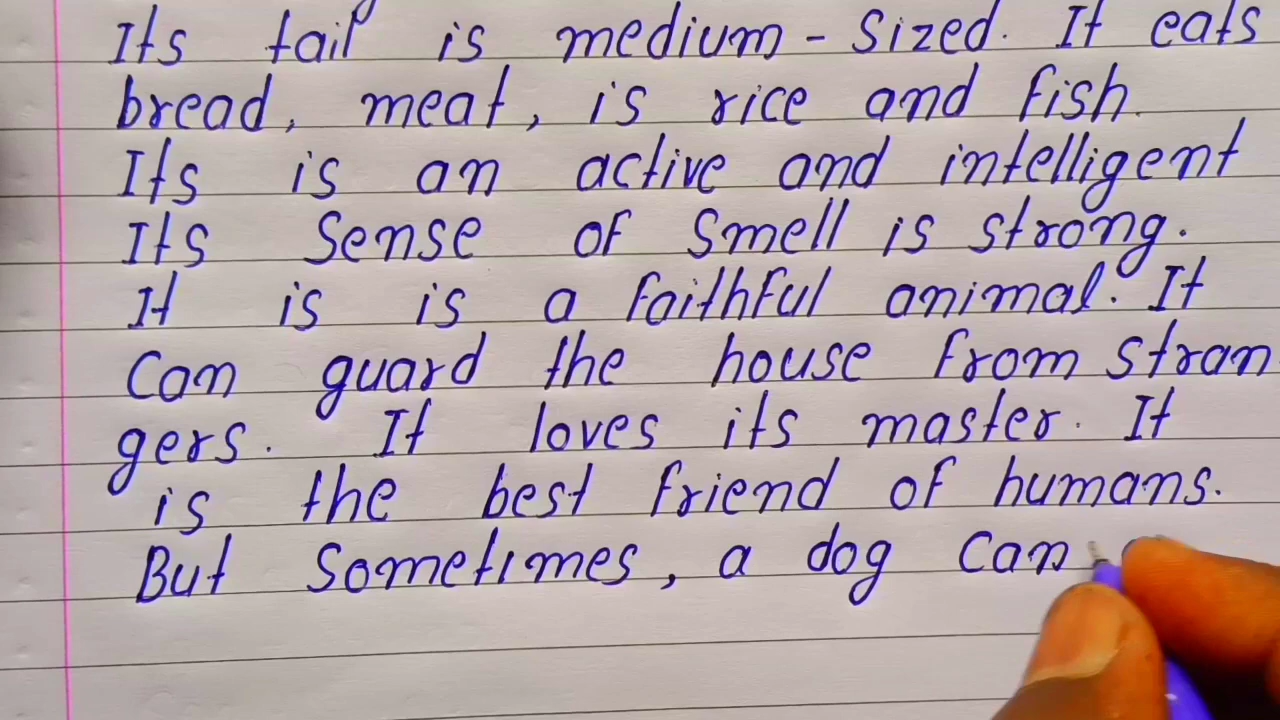 Its tail is medium - sized. It eats
bread, meat, is rice and fish.
Its is an active and intelligent
Its Sense of Smell is strong.
It is is a faithful animal. It
Can guard the house from stran
gers. It loves its master. It
is the best friend of humans.
But Sometimes, a dog can